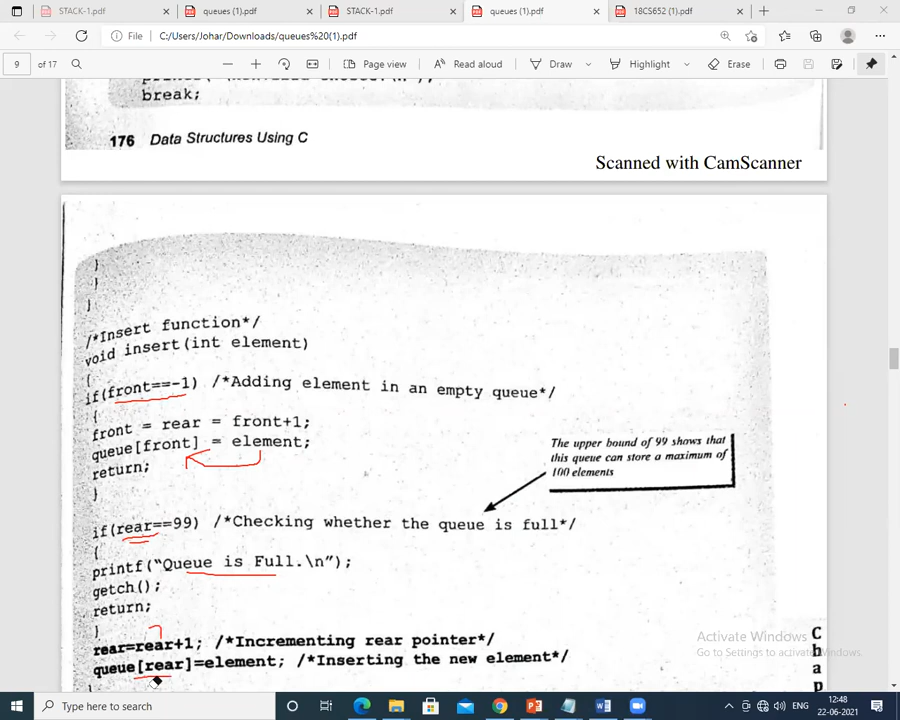 STACK-1.pdf
queues (1).pdf
STACK-1.pdf
queues (1).pdf
18CS652 (1).pdf
File
C:/Users/Johar/Downloads/queues%20(1).pdf
9 of 17
Page view
Read aloud
Draw
Highlight
Erase
break;
176 Data Structures Using C
Scanned with CamScanner
}
}
}
/*Insert function*/
void insert(int element)
{
if(front==-1) /*Adding element in an empty queue*/
{
front = rear = front+1;
queue[front] = element;
return;
}
The upper bound of 99 shows that
this queue can store a maximum of
100 elements
if(rear==99) /*Checking whether the queue is full*/
{
printf("Queue is Full.\n");
getch();
return;
}
rear=rear+1; /*Incrementing rear pointer*/
queue[rear]=element; /*Inserting the new element*/
C
h
a
p
Activate Windows
Go to Settings to activate Windows.
Type here to search
12:48
ENG
22-06-2021